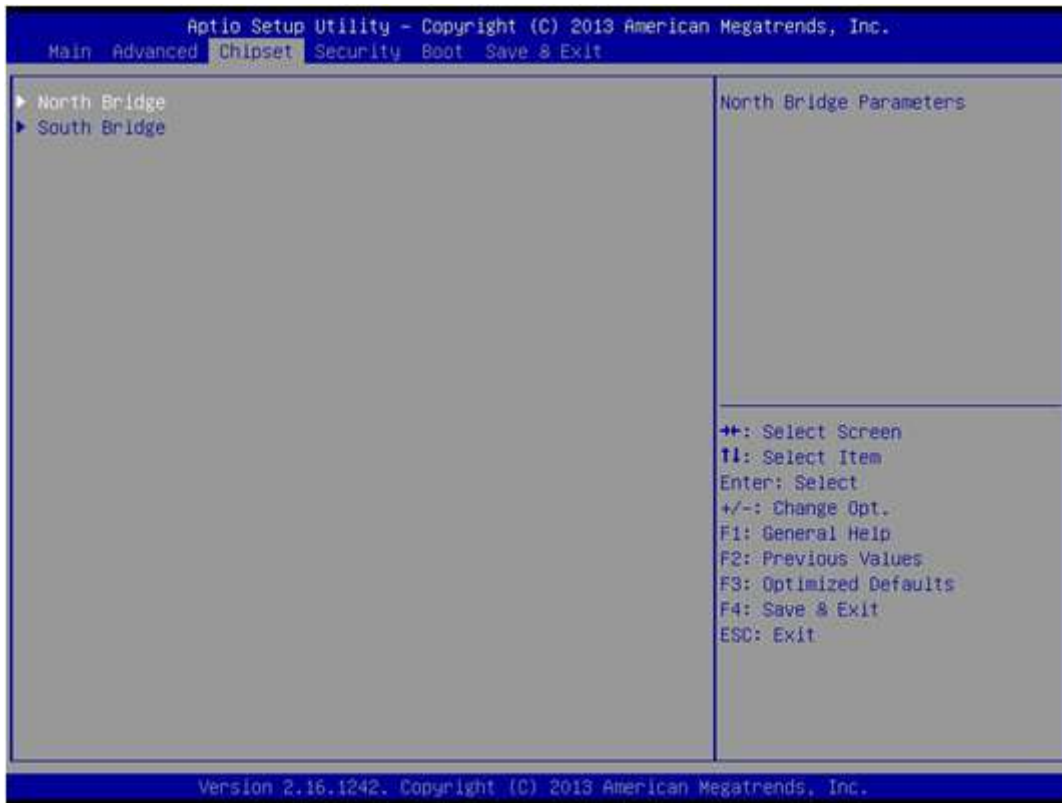 Aptio Setup Utility – Copyright (C) 2013 American Megatrends, Inc.
Main Advanced Chipset Security Boot Save & Exit
▶ North Bridge
▶ South Bridge
North Bridge Parameters
→←: Select Screen
↑↓: Select Item
Enter: Select
+/-: Change Opt.
F1: General Help
F2: Previous Values
F3: Optimized Defaults
F4: Save & Exit
ESC: Exit
Version 2.16.1242. Copyright (C) 2013 American Megatrends, Inc.